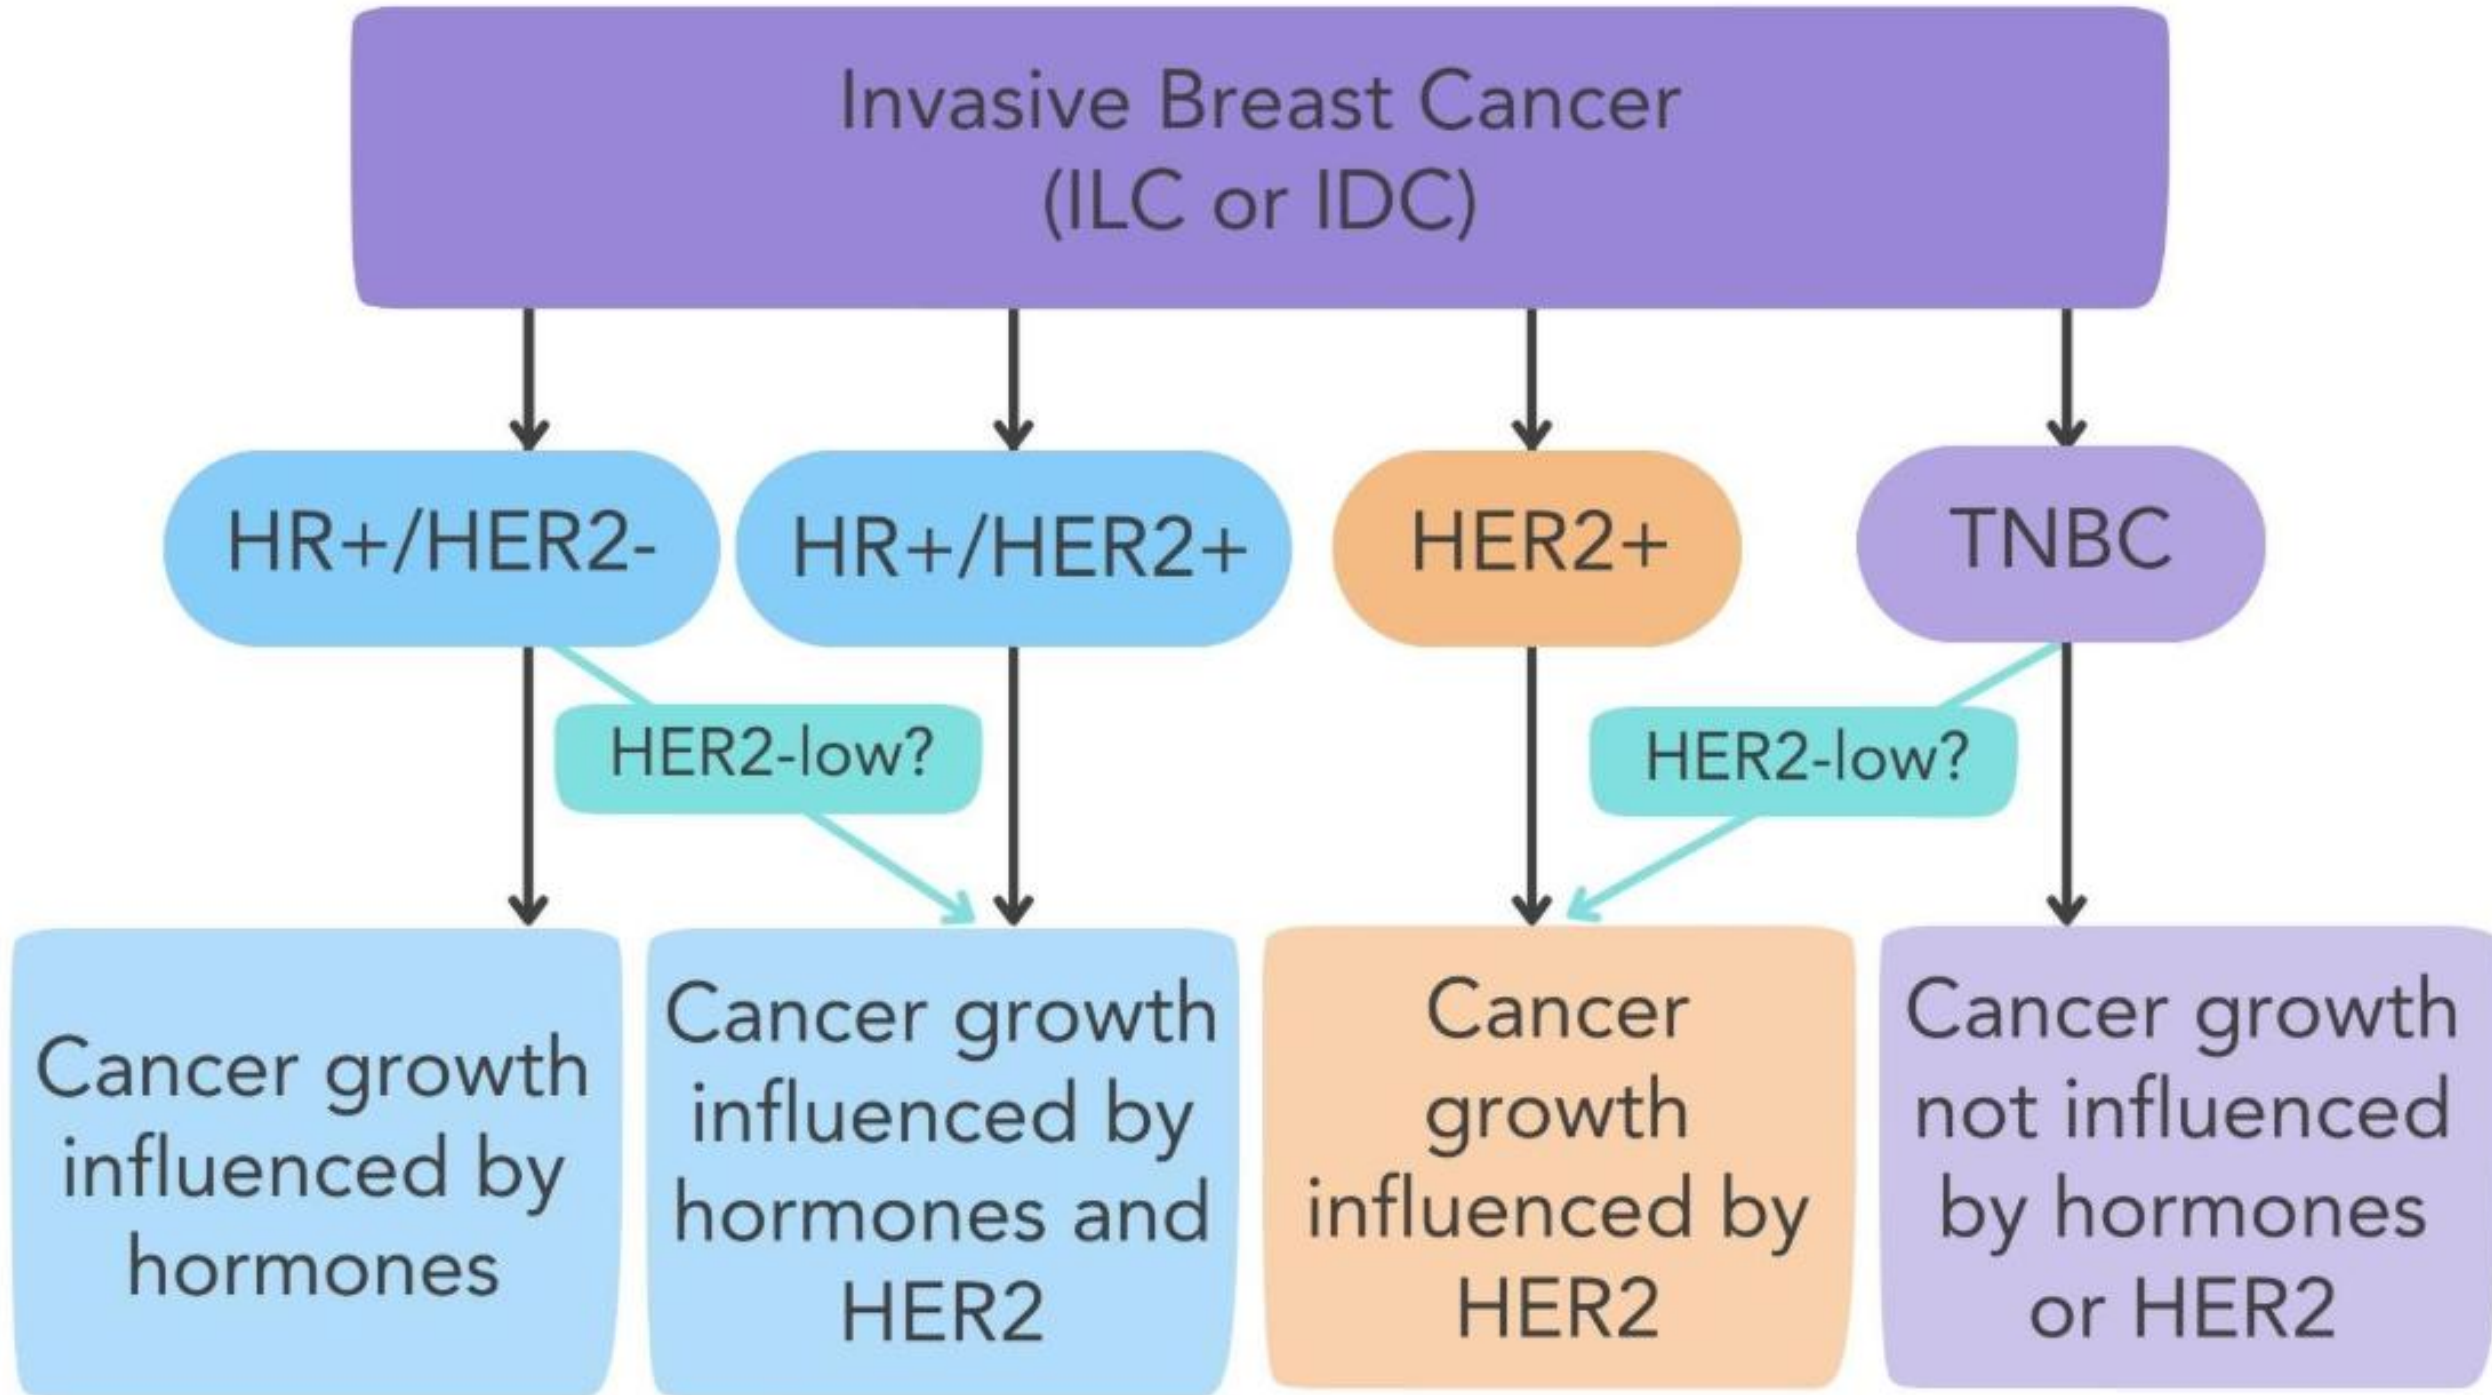 Invasive Breast Cancer
(ILC or IDC)
HR+/HER2-
HR+/HER2+
HER2+
TNBC
HER2-low?
HER2-low?
Cancer growth
influenced by
hormones
Cancer growth
influenced by
hormones and
HER2
Cancer
growth
influenced by
HER2
Cancer growth
not influenced
by hormones
or HER2